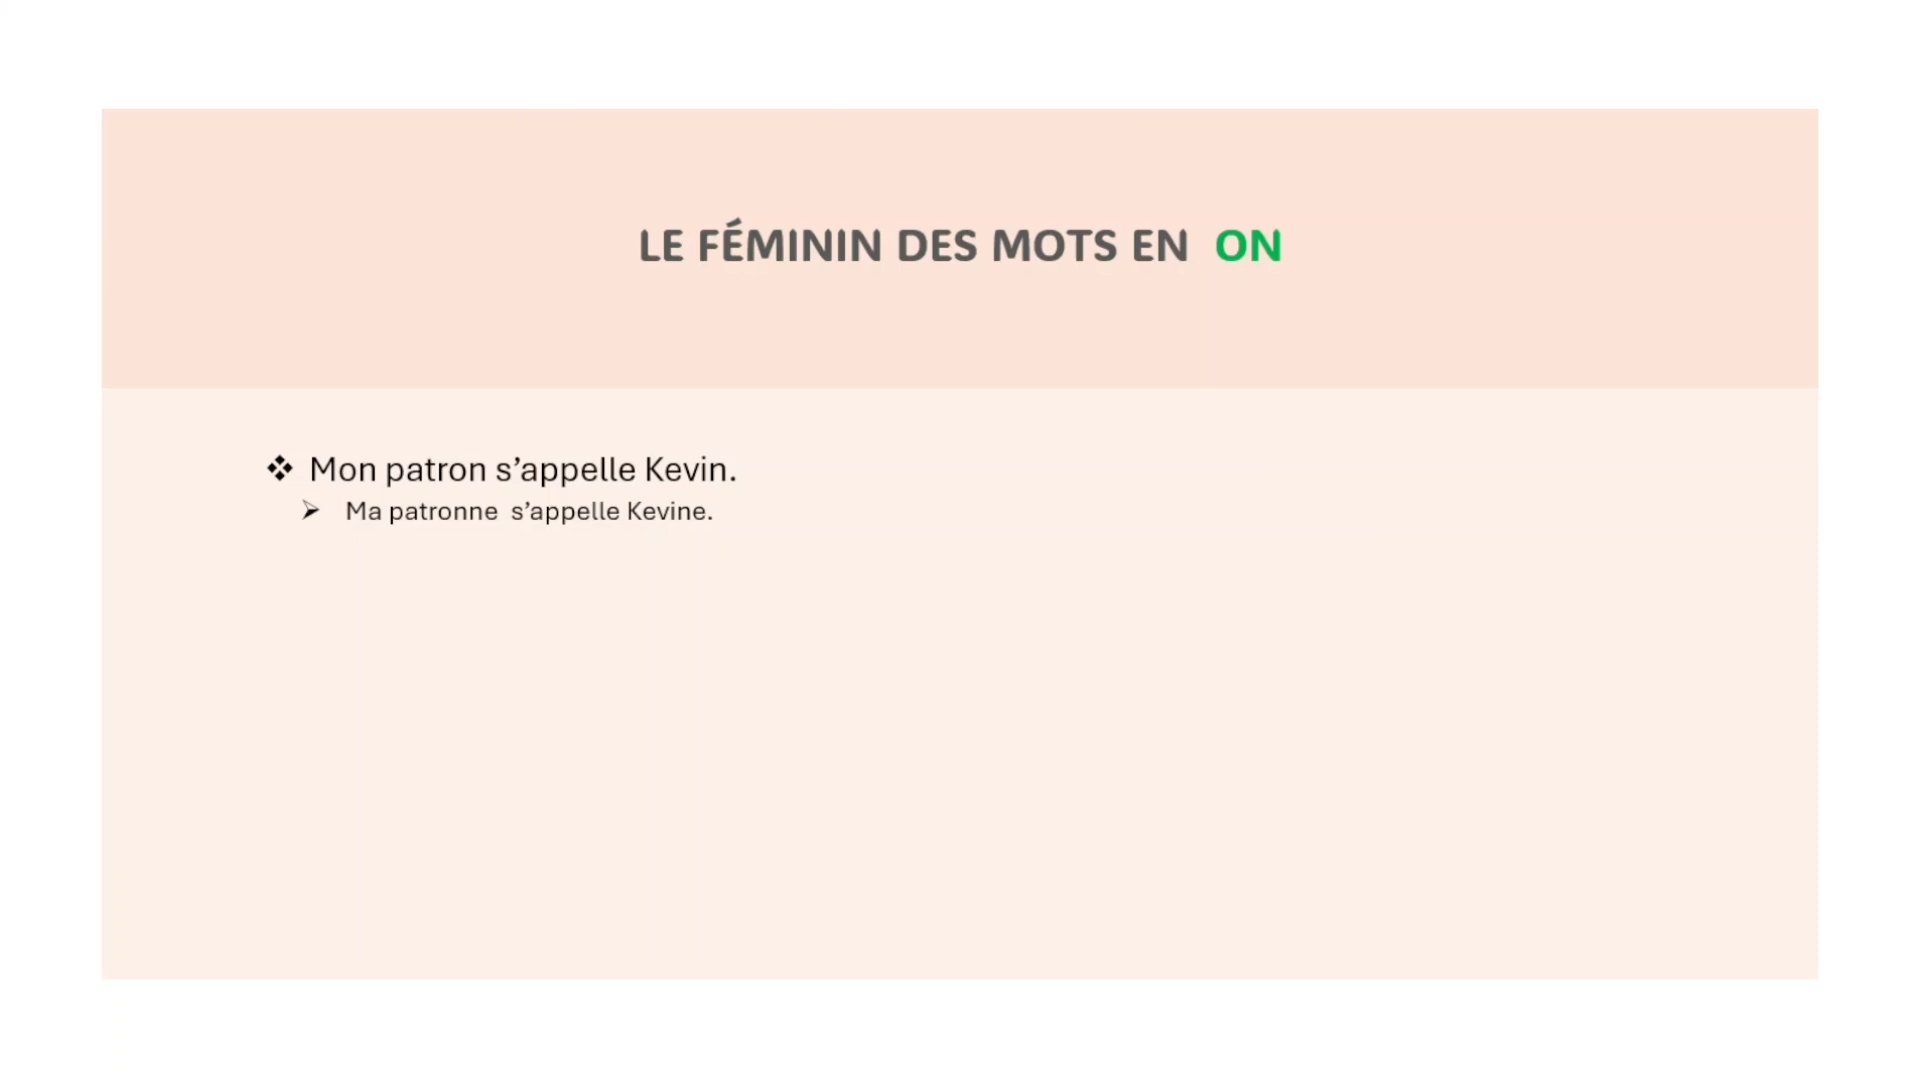 LE FÉMININ DES MOTS EN ON
❖ Mon patron s’appelle Kevin.
➢ Ma patronne s’appelle Kevine.